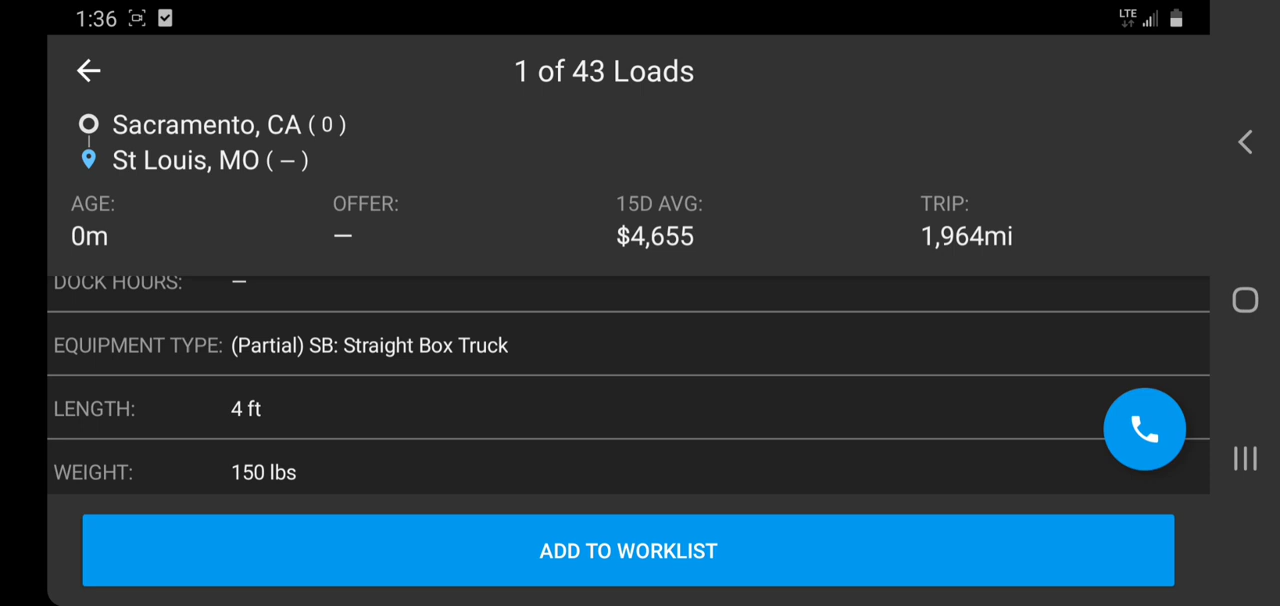 1:36
LTE
1 of 43 Loads
Sacramento, CA ( 0 )
St Louis, MO ( – )
AGE: OFFER: 15D AVG: TRIP:
0m — $4,655 1,964mi
DOCK HOURS: —
EQUIPMENT TYPE: (Partial) SB: Straight Box Truck
LENGTH: 4 ft
WEIGHT: 150 lbs
ADD TO WORKLIST